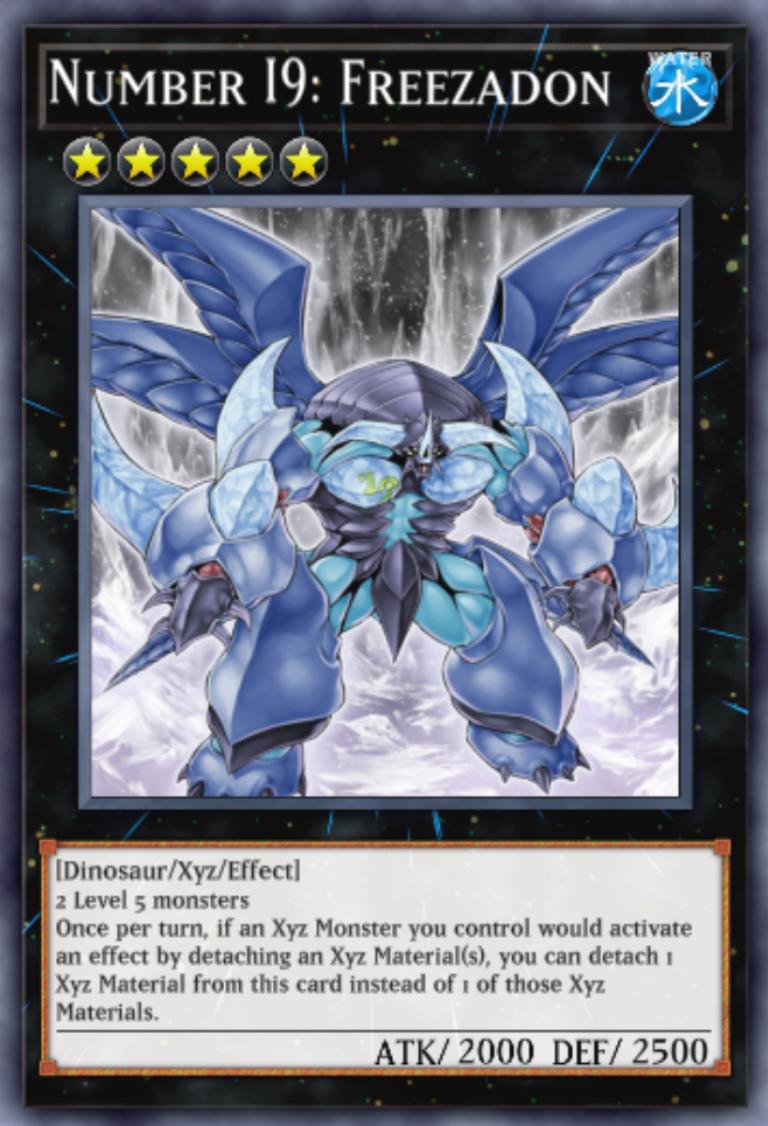 Number 19: Freezadon
WATER
水
19
[Dinosaur/Xyz/Effect]
2 Level 5 monsters
Once per turn, if an Xyz Monster you control would activate
an effect by detaching an Xyz Material(s), you can detach 1
Xyz Material from this card instead of 1 of those Xyz
Materials.
ATK/ 2000 DEF/ 2500